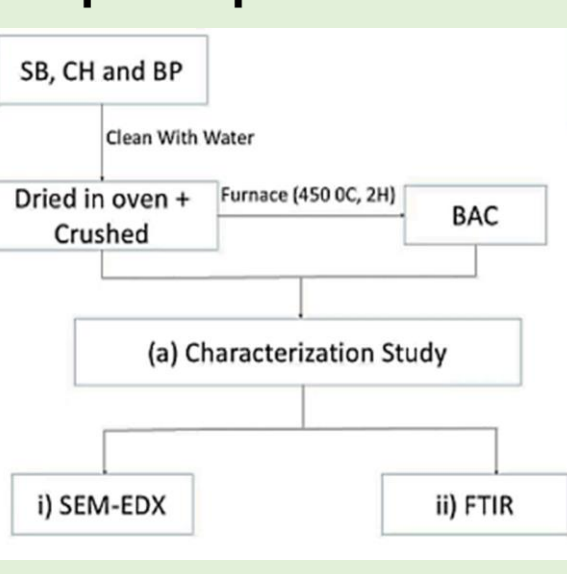 SB, CH and BP
Clean With Water
Dried in oven +
Crushed
Furnace (450 0C, 2H)
BAC
(a) Characterization Study
i) SEM-EDX
ii) FTIR